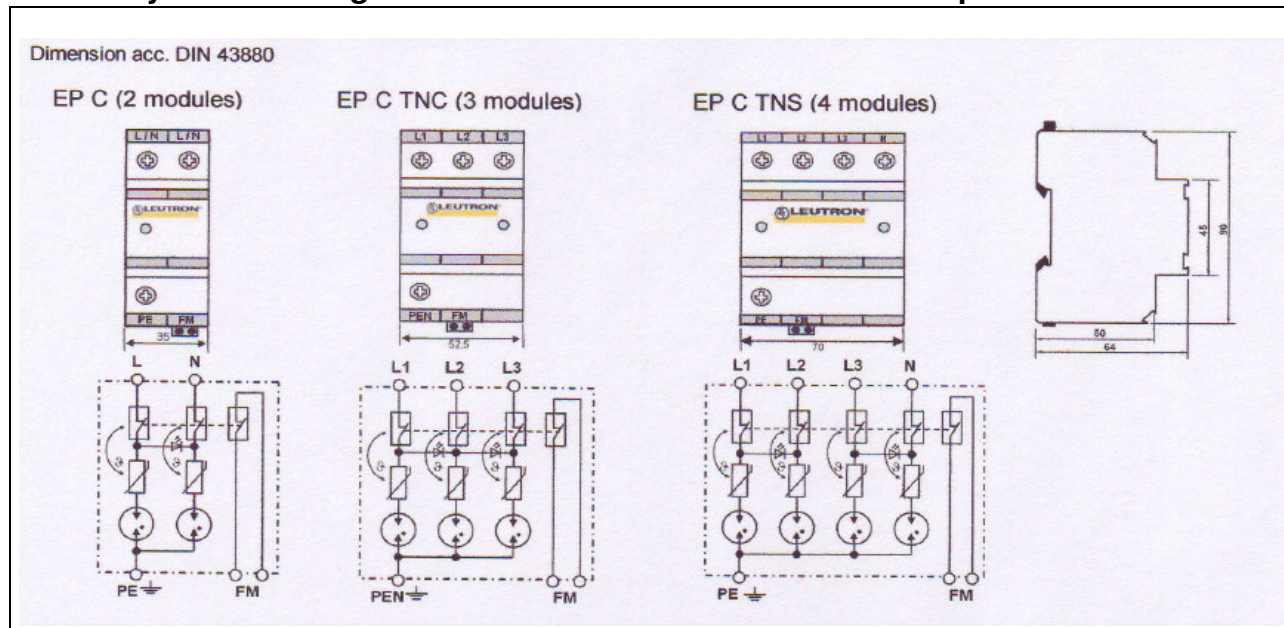 Dimension acc. DIN 43880
EP C (2 modules)
EP C TNC (3 modules)
EP C TNS (4 modules)
L/N L/N
L1 L2 L3
L1 L2 L3 N
LEUTRON
LEUTRON
LEUTRON
45
90
PE FM
PEN FM
PE FM
35
52,5
70
50
64
L N
L1 L2 L3
L1 L2 L3 N
ϑ ϑ
ϑ ϑ
ϑ ϑ
PE FM
PEN FM
PE FM